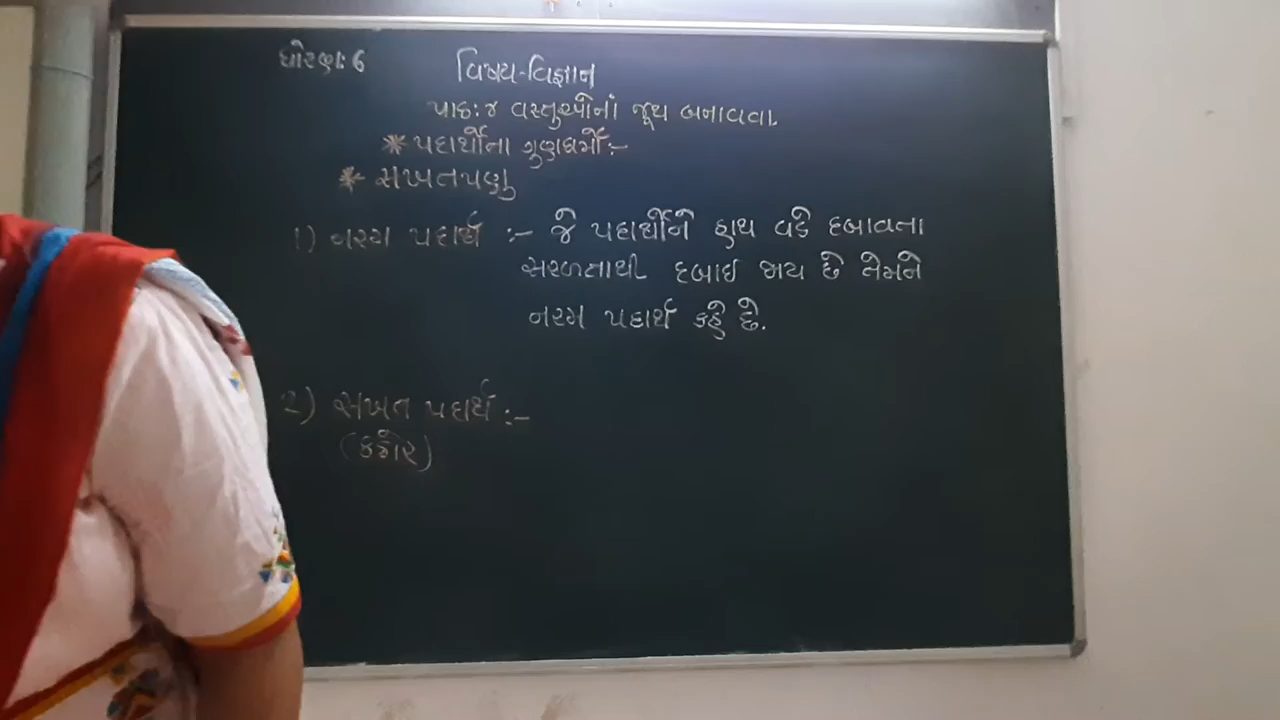 ધોરણ: 6
વિષય-વિજ્ઞાન
પાઠ: ૪ વસ્તુઓનાં જૂથ બનાવવા.
* પદાર્થોના ગુણધર્મો :-
* સખતપણુ
1) નરમ પદાર્થ :- જે પદાર્થોને હાથ વડે દબાવતા
સરળતાથી દબાઈ જાય છે તેમને
નરમ પદાર્થ કહે છે.
2) સખત પદાર્થ :-
(કઠોર)